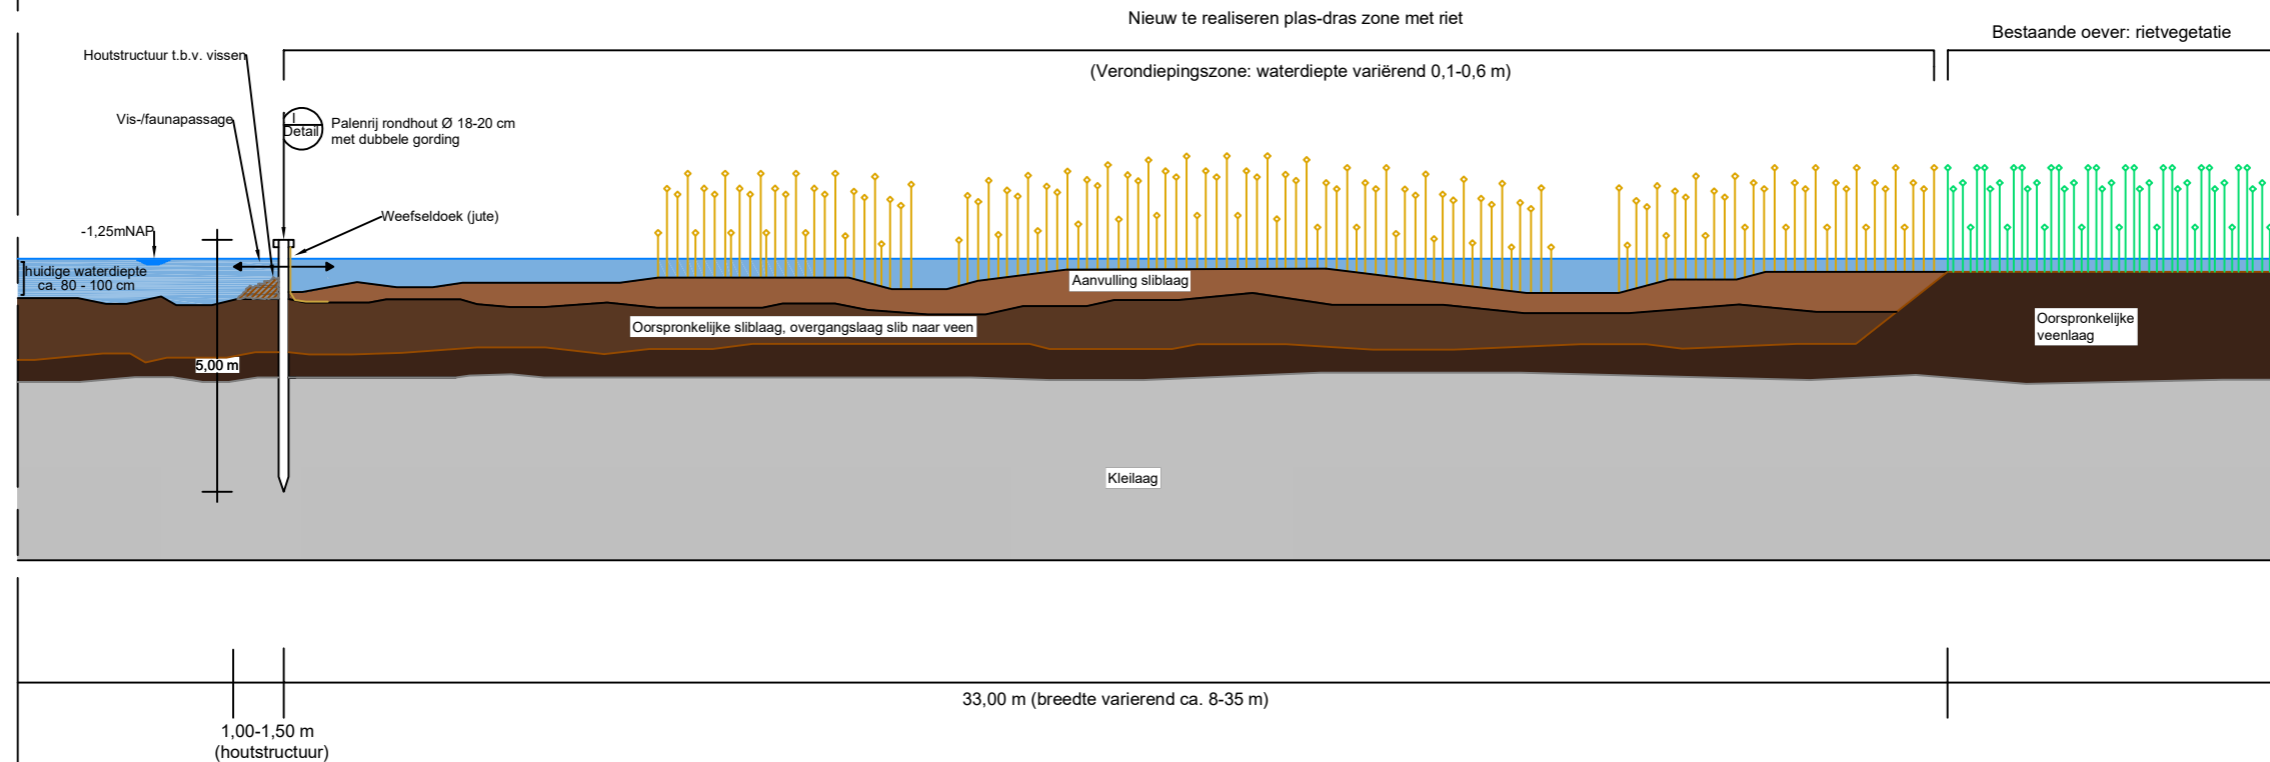 Nieuw te realiseren plas-dras zone met riet
Bestaande oever: rietvegetatie
Houtstructuur t.b.v. vissen
(Verondiepingszone: waterdiepte variërend 0,1-0,6 m)
Vis-/faunapassage
I
Detail
Palenrij rondhout Ø 18-20 cm
met dubbele gording
Weefseldoek (jute)
-1,25mNAP
huidige waterdiepte
ca. 80 - 100 cm
Aanvulling sliblaag
Oorspronkelijke sliblaag, overgangslaag slib naar veen
Oorspronkelijke
veenlaag
5,00 m
Kleilaag
33,00 m (breedte varierend ca. 8-35 m)
1,00-1,50 m
(houtstructuur)